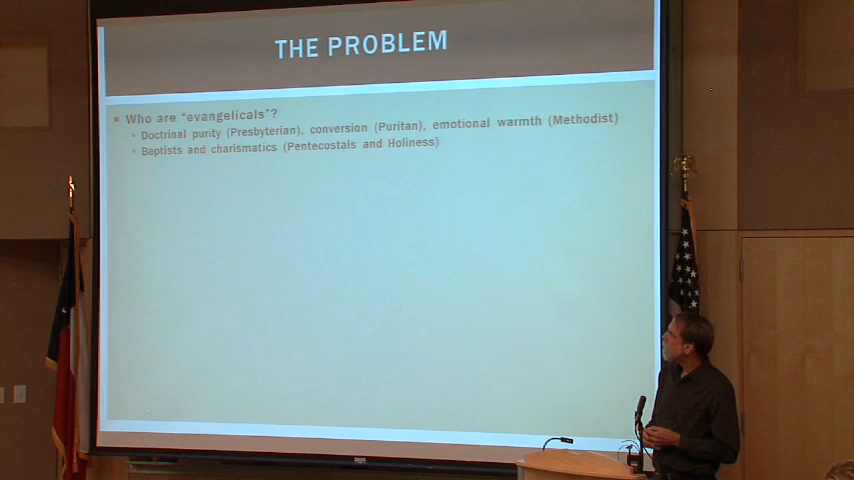 THE PROBLEM
Who are "evangelicals"?
Doctrinal purity (Presbyterian), conversion (Puritan), emotional warmth (Methodist)
Baptists and charismatics (Pentecostals and Holiness)